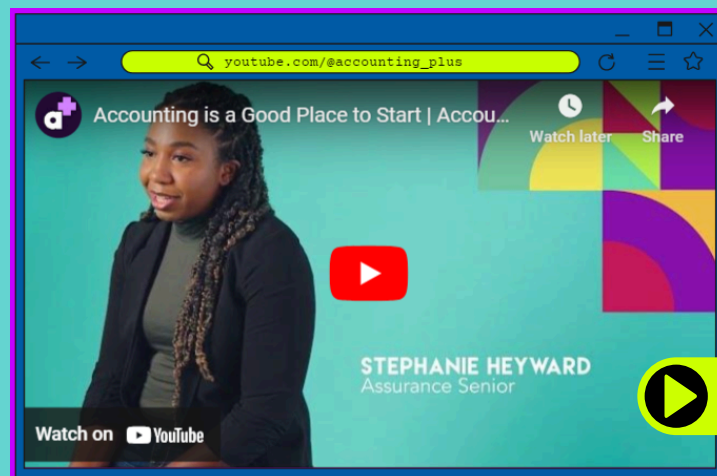 youtube.com/@accounting_plus
a+
Accounting is a Good Place to Start | Accou...
Watch later
Share
STEPHANIE HEYWARD
Assurance Senior
Watch on YouTube